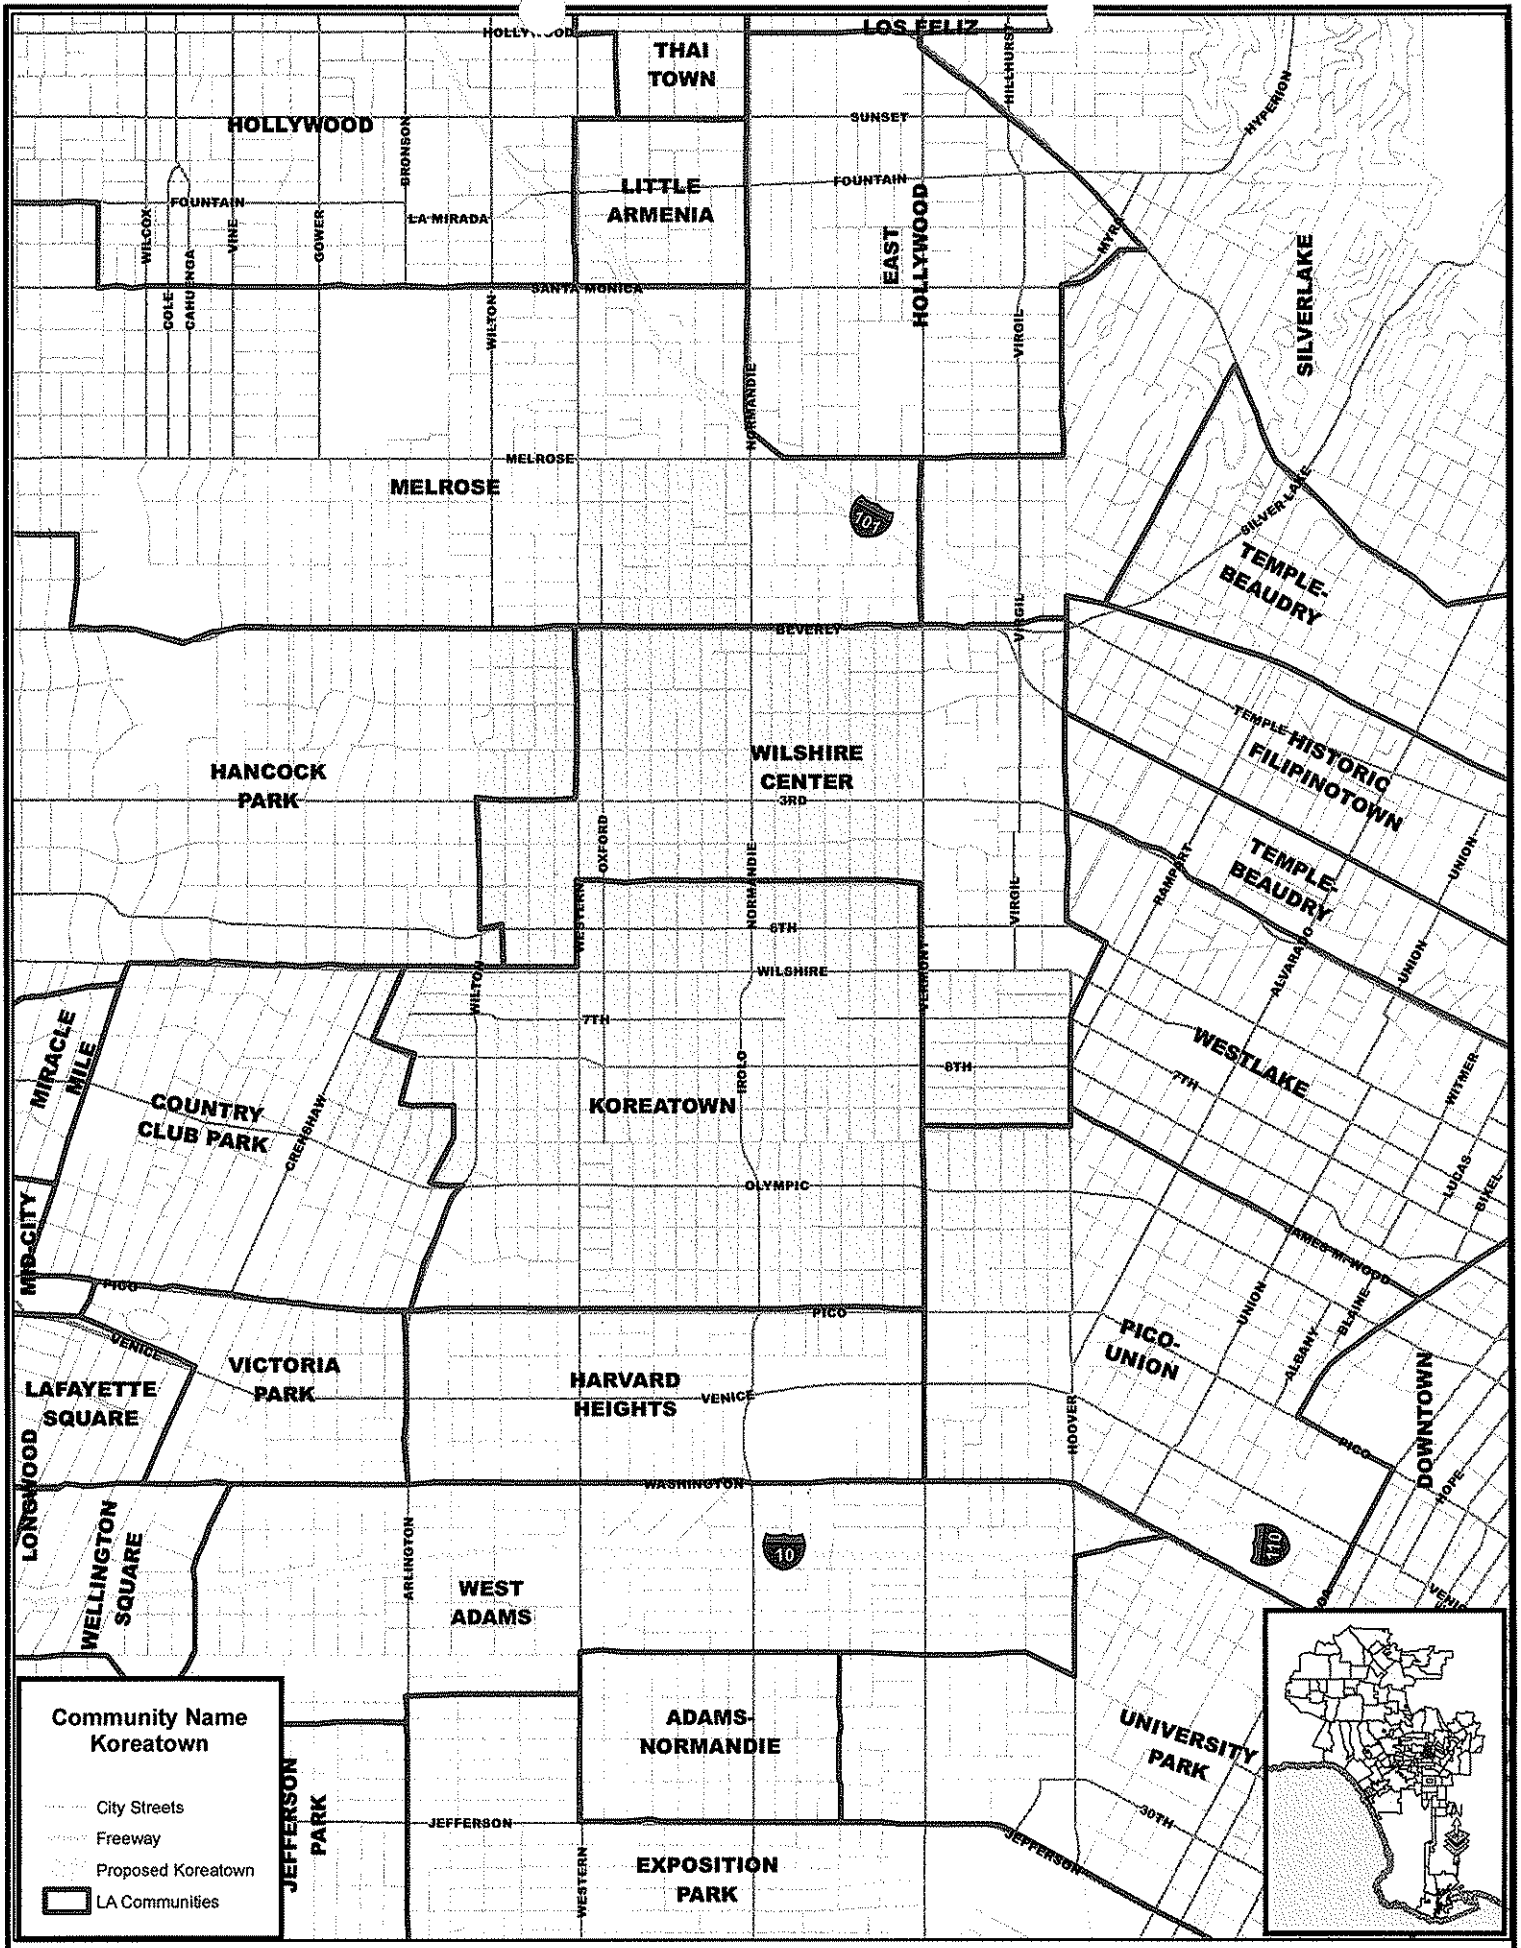 LOS FELIZ
THAI
TOWN
HILLHURST
HYPERION
HOLLYWOOD
SUNSET
BRONSON
FOUNTAIN
LITTLE
ARMENIA
FOUNTAIN
LA MIRADA
WILCOX
VINE
GOWER
EAST
HOLLYWOOD
MYRA
SILVERLAKE
COLE
CAHUENGA
SANTA MONICA
WILTON
VIRGIL
NORMANDIE
MELROSE
MELROSE
101
SILVER LAKE
TEMPLE-
BEAUDRY
VIRGIL
BEVERLY
TEMPLE
HISTORIC
FILIPINOTOWN
WILSHIRE
CENTER
HANCOCK
PARK
3RD
OXFORD
NORMANDIE
WESTERN
VIRGIL
RAMPART
TEMPLE-
BEAUDRY
UNION
6TH
ALVARADO
UNION
WILSHIRE
WILTON
VERMONT
7TH
MIRACLE
MILE
IROLO
8TH
WESTLAKE
7TH
WITMER
COUNTRY
CLUB PARK
CRENSHAW
KOREATOWN
OLYMPIC
LUCAS
BIXEL
MID-CITY
JAMES M WOOD
PICO
PICO
UNION
BLAINE
ALBANY
PICO-
UNION
VENICE
VICTORIA
PARK
LAFAYETTE
SQUARE
HARVARD
HEIGHTS
VENICE
HOOVER
PICO
DOWNTOWN
HOPE
LONGWOOD
WASHINGTON
WELLINGTON
SQUARE
ARLINGTON
10
110
WEST
ADAMS
ADAMS-
NORMANDIE
UNIVERSITY
PARK
30TH
JEFFERSON
PARK
JEFFERSON
JEFFERSON
WESTERN
EXPOSITION
PARK
Community Name
Koreatown
City Streets
Freeway
Proposed Koreatown
LA Communities
N